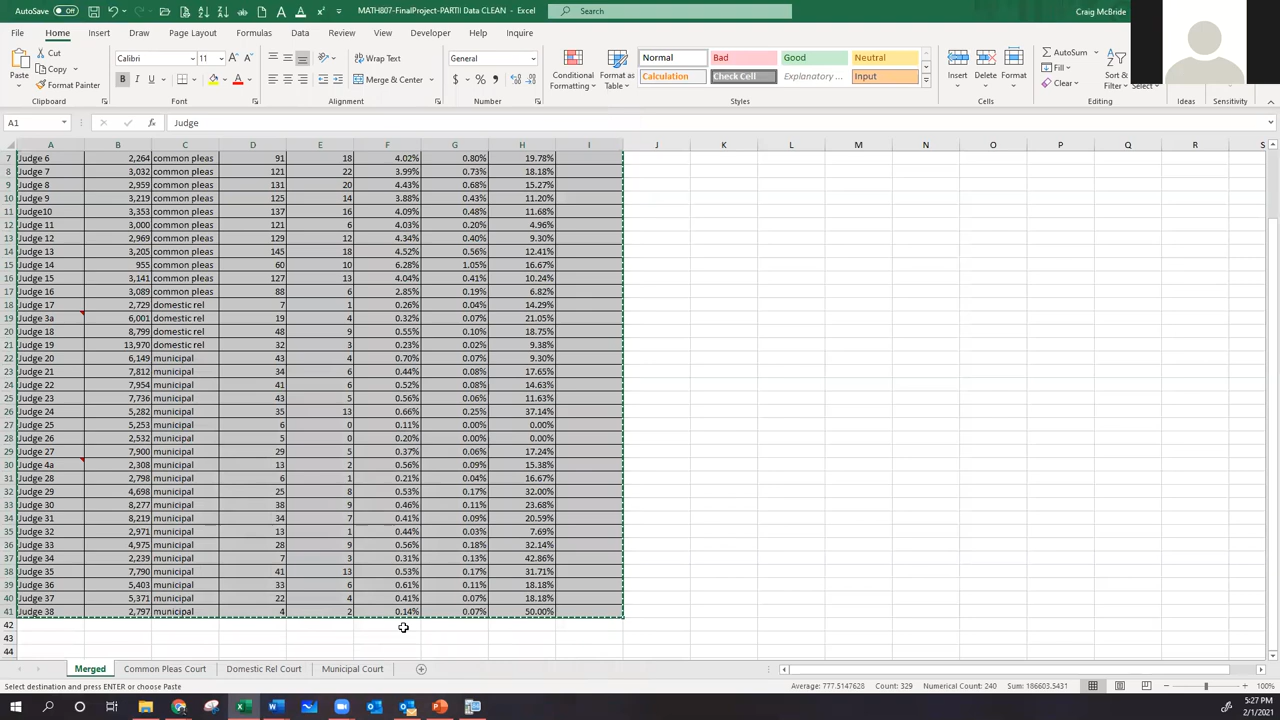 AutoSave Off MATH807-FinalProject-PARTII Data CLEAN - Excel Search Craig McBride
File Home Insert Draw Page Layout Formulas Data Review View Developer Help Inquire
Cut Calibri 11 Wrap Text General Normal Bad Good Neutral AutoSum
Copy Fill
Paste Format Painter B I U Merge & Center $ % Conditional Formatting Format as Table Calculation Check Cell Explanatory ... Input Insert Delete Format Clear Sort & Filter Find & Select
Clipboard Font Alignment Number Styles Cells Editing Ideas Sensitivity
A1 fx Judge
A B C D E F G H I J K L M N O P Q R S
7 Judge 6 2,264 common pleas 91 18 4.02% 0.80% 19.78%
8 Judge 7 3,032 common pleas 121 22 3.99% 0.73% 18.18%
9 Judge 8 2,959 common pleas 131 20 4.43% 0.68% 15.27%
10 Judge 9 3,219 common pleas 125 14 3.88% 0.43% 11.20%
11 Judge10 3,353 common pleas 137 16 4.09% 0.48% 11.68%
12 Judge 11 3,000 common pleas 121 6 4.03% 0.20% 4.96%
13 Judge 12 2,969 common pleas 129 12 4.34% 0.40% 9.30%
14 Judge 13 3,205 common pleas 145 18 4.52% 0.56% 12.41%
15 Judge 14 955 common pleas 60 10 6.28% 1.05% 16.67%
16 Judge 15 3,141 common pleas 127 13 4.04% 0.41% 10.24%
17 Judge 16 3,089 common pleas 88 6 2.85% 0.19% 6.82%
18 Judge 17 2,729 domestic rel 7 1 0.26% 0.04% 14.29%
19 Judge 3a 6,001 domestic rel 19 4 0.32% 0.07% 21.05%
20 Judge 18 8,799 domestic rel 48 9 0.55% 0.10% 18.75%
21 Judge 19 13,970 domestic rel 32 3 0.23% 0.02% 9.38%
22 Judge 20 6,149 municipal 43 4 0.70% 0.07% 9.30%
23 Judge 21 7,812 municipal 34 6 0.44% 0.08% 17.65%
24 Judge 22 7,954 municipal 41 6 0.52% 0.08% 14.63%
25 Judge 23 7,736 municipal 43 5 0.56% 0.06% 11.63%
26 Judge 24 5,282 municipal 35 13 0.66% 0.25% 37.14%
27 Judge 25 5,253 municipal 6 0 0.11% 0.00% 0.00%
28 Judge 26 2,532 municipal 5 0 0.20% 0.00% 0.00%
29 Judge 27 7,900 municipal 29 5 0.37% 0.06% 17.24%
30 Judge 4a 2,308 municipal 13 2 0.56% 0.09% 15.38%
31 Judge 28 2,798 municipal 6 1 0.21% 0.04% 16.67%
32 Judge 29 4,698 municipal 25 8 0.53% 0.17% 32.00%
33 Judge 30 8,277 municipal 38 9 0.46% 0.11% 23.68%
34 Judge 31 8,219 municipal 34 7 0.41% 0.09% 20.59%
35 Judge 32 2,971 municipal 13 1 0.44% 0.03% 7.69%
36 Judge 33 4,975 municipal 28 9 0.56% 0.18% 32.14%
37 Judge 34 2,239 municipal 7 3 0.31% 0.13% 42.86%
38 Judge 35 7,790 municipal 41 13 0.53% 0.17% 31.71%
39 Judge 36 5,403 municipal 33 6 0.61% 0.11% 18.18%
40 Judge 37 5,371 municipal 22 4 0.41% 0.07% 18.18%
41 Judge 38 2,797 municipal 4 2 0.14% 0.07% 50.00%
42
43
44
Merged Common Pleas Court Domestic Rel Court Municipal Court
Select destination and press ENTER or choose Paste Average: 777.5147628 Count: 329 Numerical Count: 240 Sum: 186603.5431 100%
5:27 PM
2/1/2021